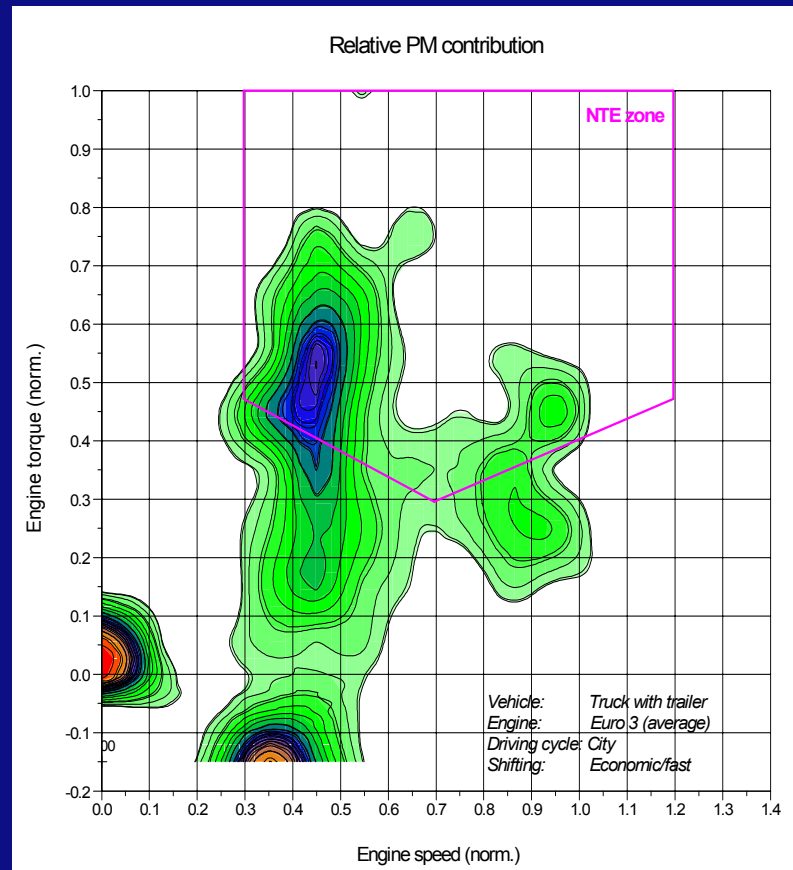 Relative PM contribution
1.0
NTE zone
0.9
0.8
0.7
0.6
0.5
0.4
0.3
0.2
0.1
0.0
-0.1
-0.2
Engine torque (norm.)
00
Vehicle: Truck with trailer
Engine: Euro 3 (average)
Driving cycle: City
Shifting: Economic/fast
0.0 0.1 0.2 0.3 0.4 0.5 0.6 0.7 0.8 0.9 1.0 1.1 1.2 1.3 1.4
Engine speed (norm.)